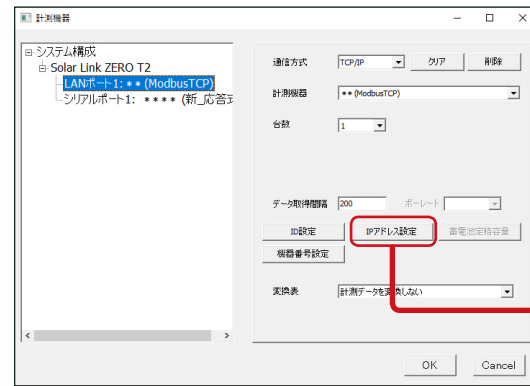 計測機器
システム構成
Solar Link ZERO T2
LANポート1: ** (ModbusTCP)
シリアルポート1: **** (新_応答式
通信方式 TCP/IP クリア 削除
計測機器 ** (ModbusTCP)
台数 1
データ取得間隔 200 ボーレート
ID設定 IPアドレス設定 蓄電池定格容量
機器番号設定
変換表 計測データを変換しない
OK Cancel